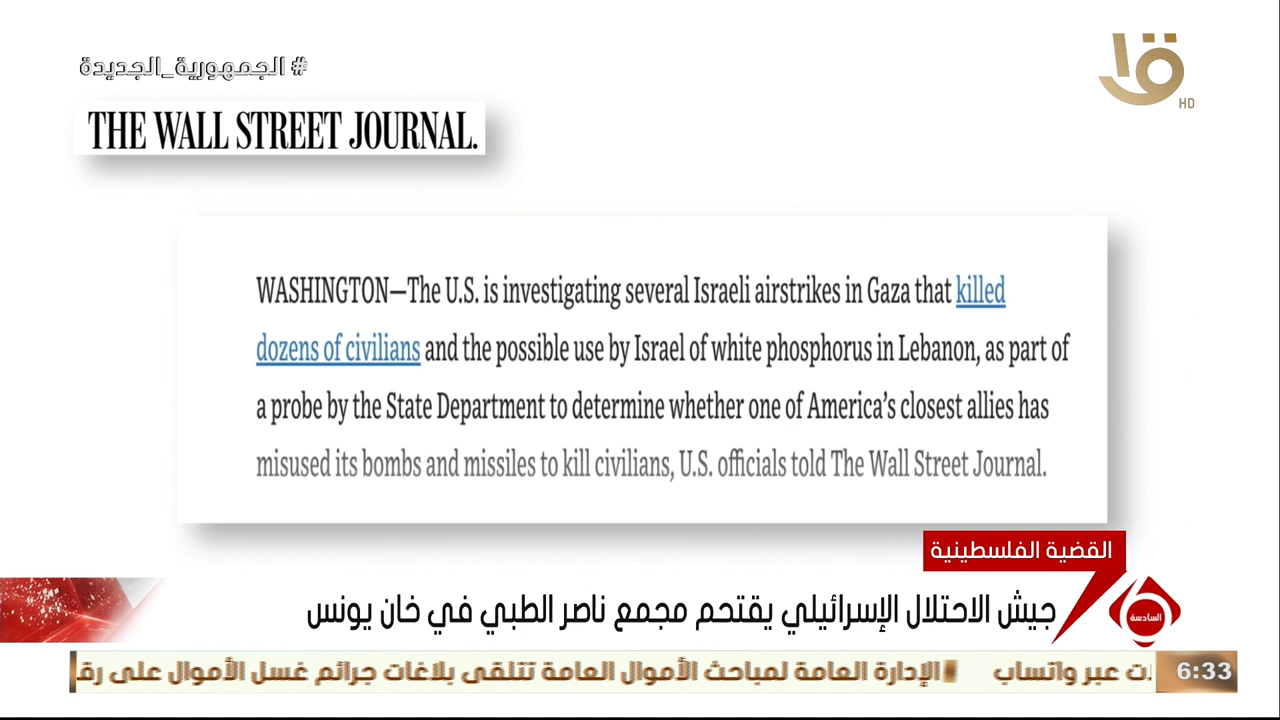 # الجمهورية_الجديدة
HD
THE WALL STREET JOURNAL.
WASHINGTON—The U.S. is investigating several Israeli airstrikes in Gaza that killed
dozens of civilians and the possible use by Israel of white phosphorus in Lebanon, as part of
a probe by the State Department to determine whether one of America's closest allies has
misused its bombs and missiles to kill civilians, U.S. officials told The Wall Street Journal.
القضية الفلسطينية
جيش الاحتلال الإسرائيلي يقتحم مجمع ناصر الطبي في خان يونس
السادسة
عبر واتساب
الإدارة العامة لمباحث الأموال العامة تتلقى بلاغات جرائم غسل الأموال على
6:33